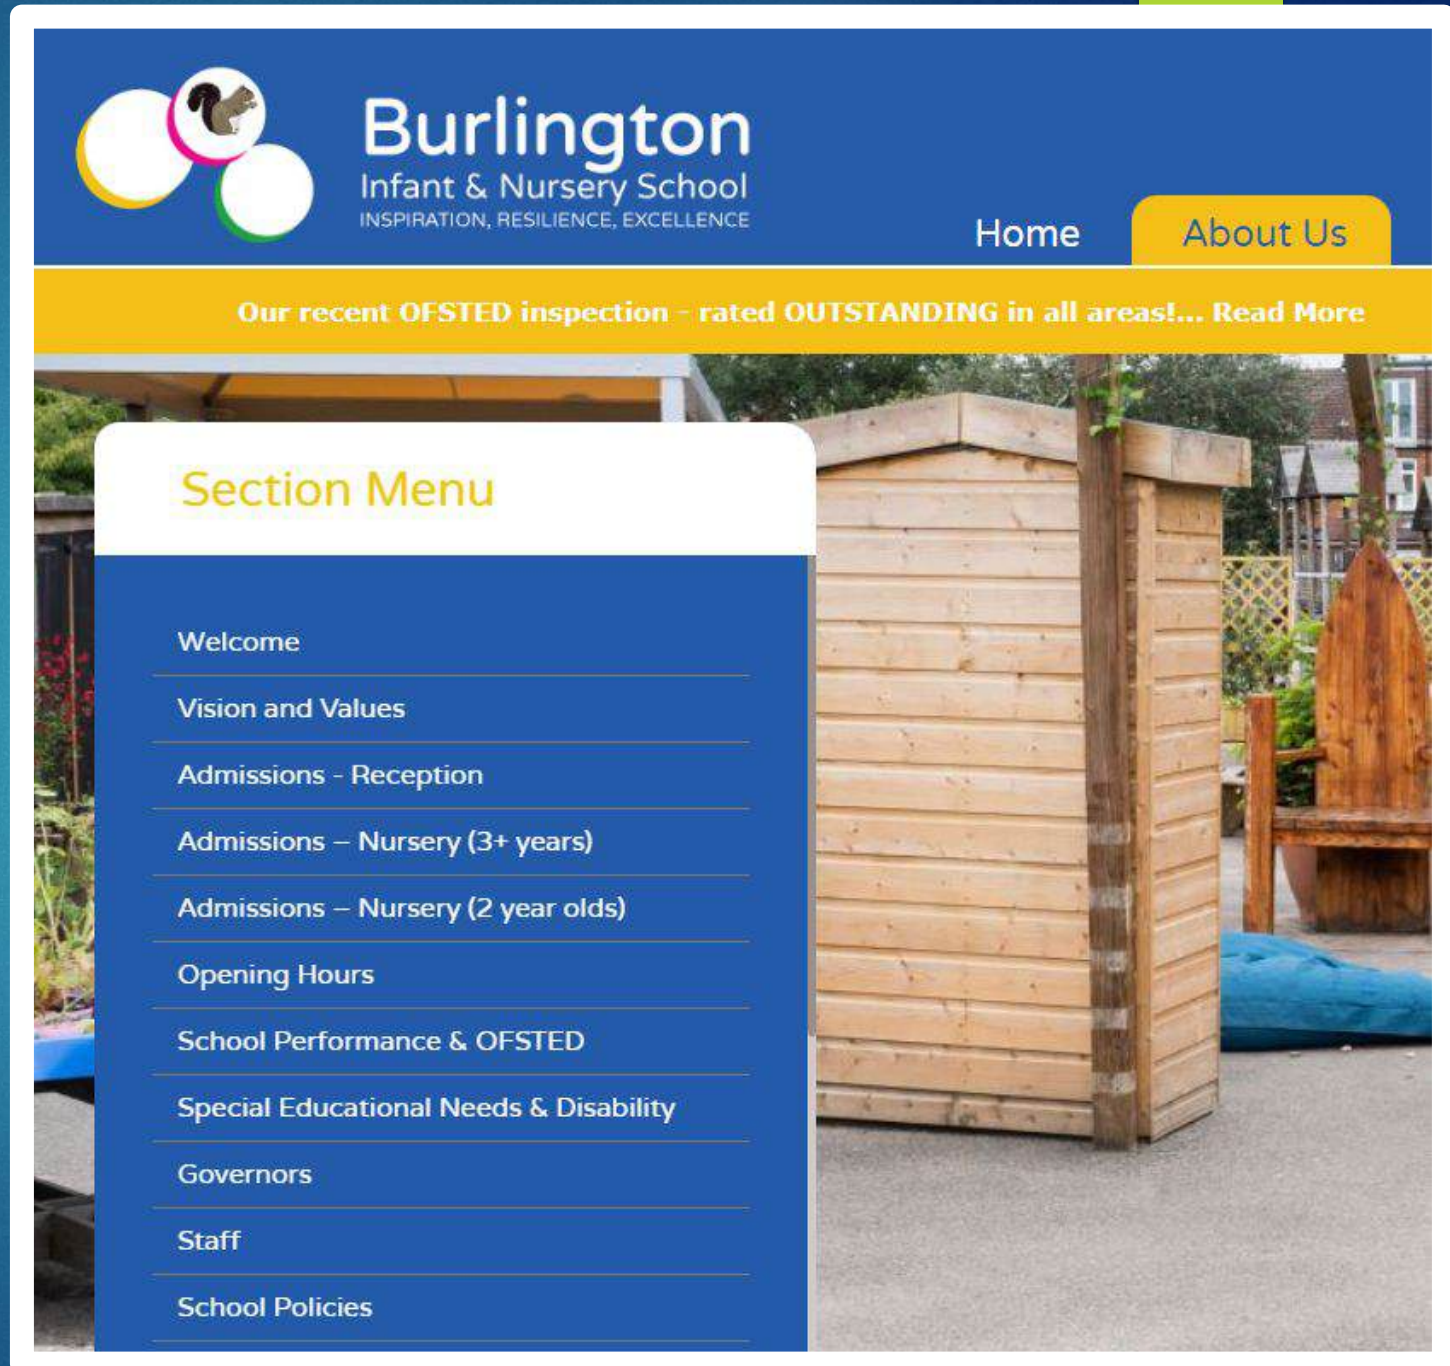 Burlington
Infant & Nursery School
INSPIRATION, RESILIENCE, EXCELLENCE
Home
About Us
Our recent OFSTED inspection - rated OUTSTANDING in all areas!... Read More
Section Menu
Welcome
Vision and Values
Admissions - Reception
Admissions – Nursery (3+ years)
Admissions – Nursery (2 year olds)
Opening Hours
School Performance & OFSTED
Special Educational Needs & Disability
Governors
Staff
School Policies